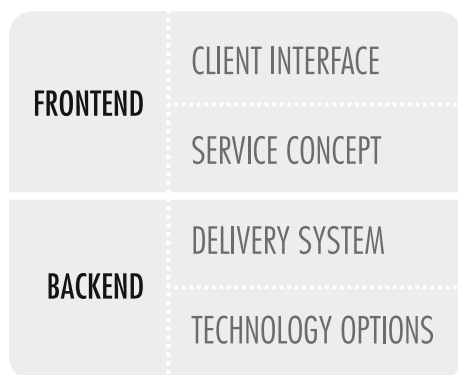 FRONTEND
CLIENT INTERFACE
SERVICE CONCEPT
BACKEND
DELIVERY SYSTEM
TECHNOLOGY OPTIONS